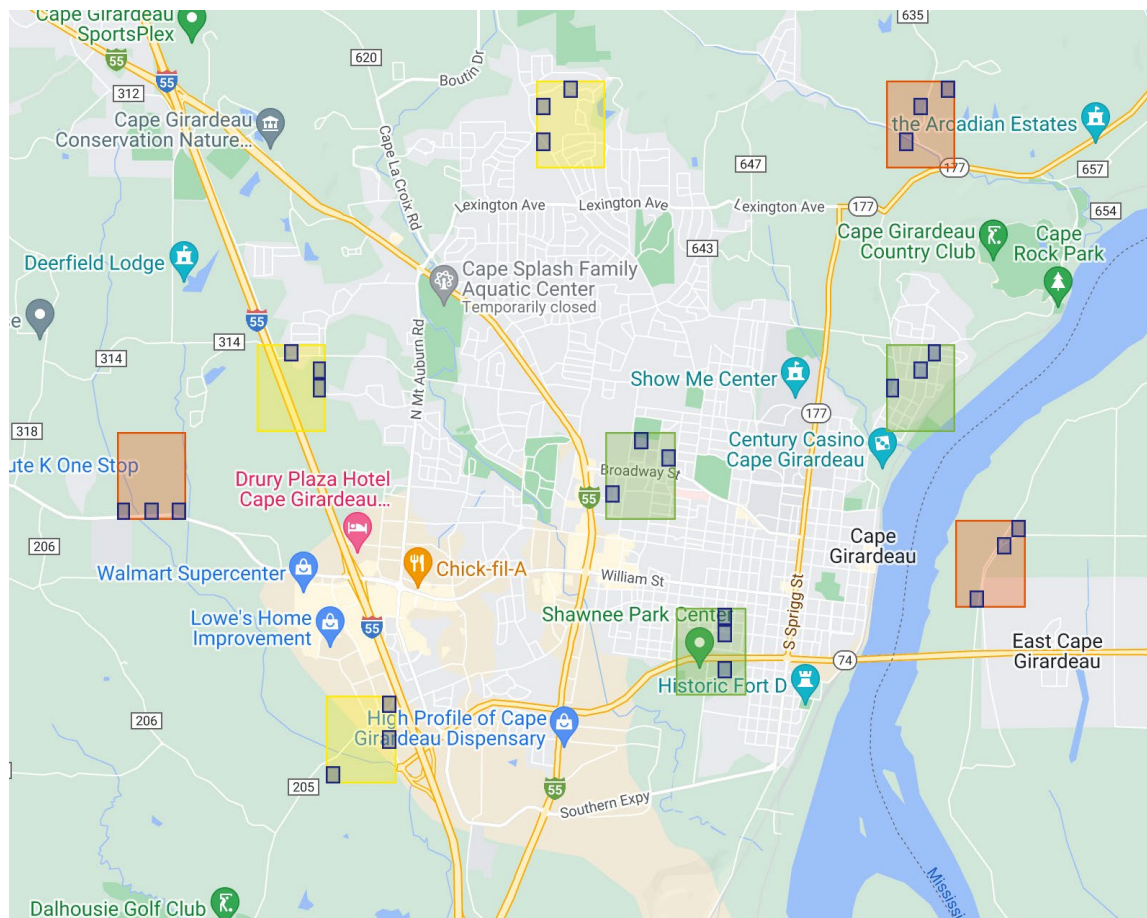 Cape Girardeau
SportsPlex
55
55
312
620
Boutin Dr
635
Cape Girardeau
Conservation Nature...
Cape La Croix Rd
the Arcadian Estates
647
177
657
Lexington Ave
Lexington Ave
Lexington Ave
177
654
643
Cape Girardeau
Country Club
Cape
Rock Park
Deerfield Lodge
Cape Splash Family
Aquatic Center
Temporarily closed
55
314
314
N Mt Auburn Rd
Show Me Center
177
318
Century Casino
Cape Girardeau
ute K One Stop
Broadway St
Drury Plaza Hotel
Cape Girardeau...
55
206
Cape
Girardeau
Walmart Supercenter
Chick-fil-A
William St
Lowe's Home
Improvement
55
Shawnee Park Center
S Sprigg St
East Cape
Girardeau
74
Historic Fort D
206
High Profile of Cape
Girardeau Dispensary
205
55
Southern Expy
Mississi
Dalhousie Golf Club